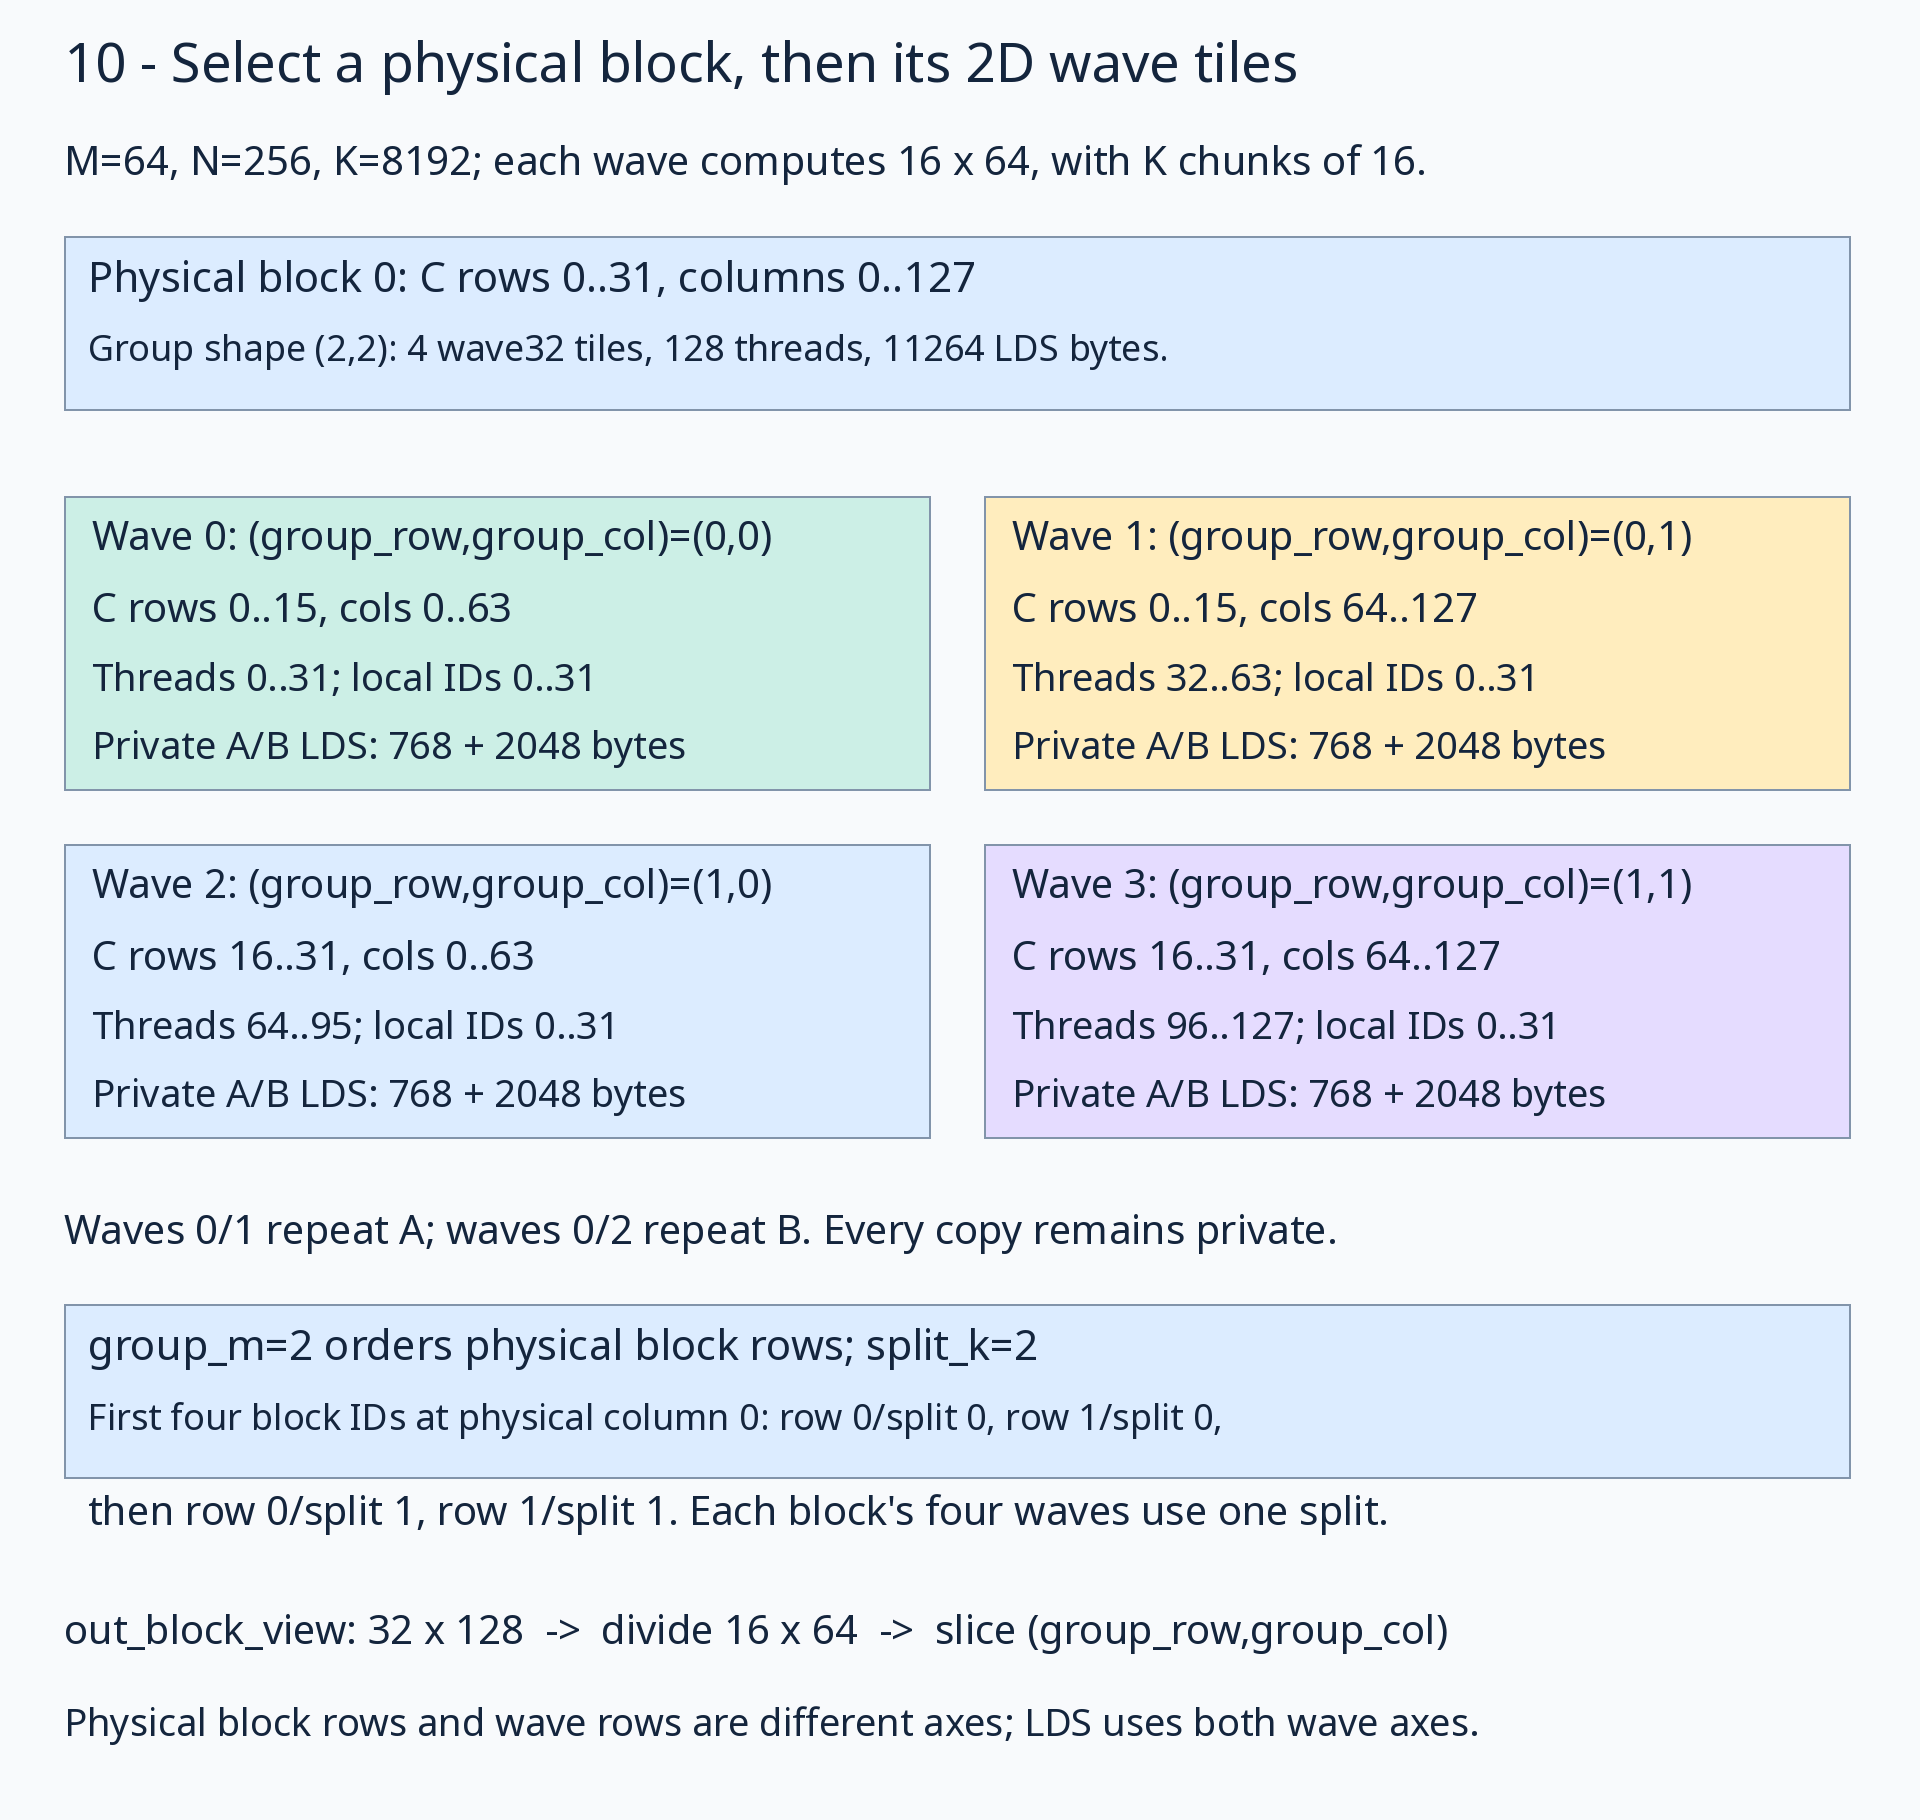 10 - Select a physical block, then its 2D wave tiles
M=64, N=256, K=8192; each wave computes 16 x 64, with K chunks of 16.
Physical block 0: C rows 0..31, columns 0..127
Group shape (2,2): 4 wave32 tiles, 128 threads, 11264 LDS bytes.
Wave 0: (group_row,group_col)=(0,0)
C rows 0..15, cols 0..63
Threads 0..31; local IDs 0..31
Private A/B LDS: 768 + 2048 bytes
Wave 1: (group_row,group_col)=(0,1)
C rows 0..15, cols 64..127
Threads 32..63; local IDs 0..31
Private A/B LDS: 768 + 2048 bytes
Wave 2: (group_row,group_col)=(1,0)
C rows 16..31, cols 0..63
Threads 64..95; local IDs 0..31
Private A/B LDS: 768 + 2048 bytes
Wave 3: (group_row,group_col)=(1,1)
C rows 16..31, cols 64..127
Threads 96..127; local IDs 0..31
Private A/B LDS: 768 + 2048 bytes
Waves 0/1 repeat A; waves 0/2 repeat B. Every copy remains private.
group_m=2 orders physical block rows; split_k=2
First four block IDs at physical column 0: row 0/split 0, row 1/split 0,
then row 0/split 1, row 1/split 1. Each block's four waves use one split.
out_block_view: 32 x 128  ->  divide 16 x 64  ->  slice (group_row,group_col)
Physical block rows and wave rows are different axes; LDS uses both wave axes.